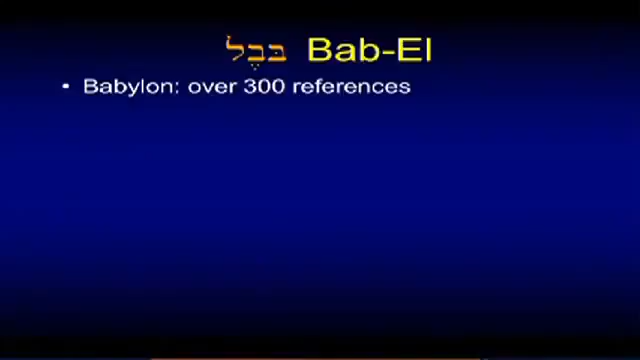 בָּבֶל Bab-El
• Babylon: over 300 references